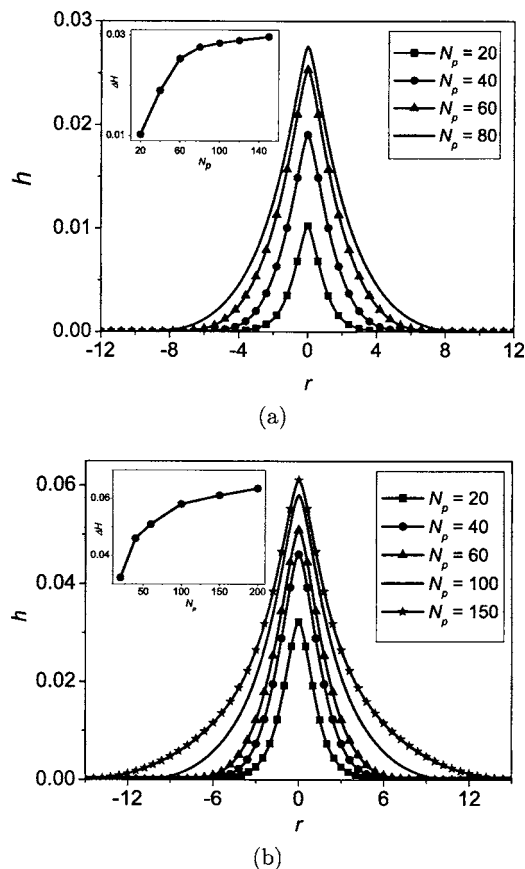 0.03
ΔH
0.01
20 60 100 140
N_p
N_p = 20
N_p = 40
N_p = 60
N_p = 80
0.03
0.02
0.01
0.00
h
-12 -8 -4 0 4 8 12
r
(a)
0.06
ΔH
0.04
50 100 150 200
N_p
N_p = 20
N_p = 40
N_p = 60
N_p = 100
N_p = 150
0.06
0.04
0.02
0.00
h
-12 -6 0 6 12
r
(b)